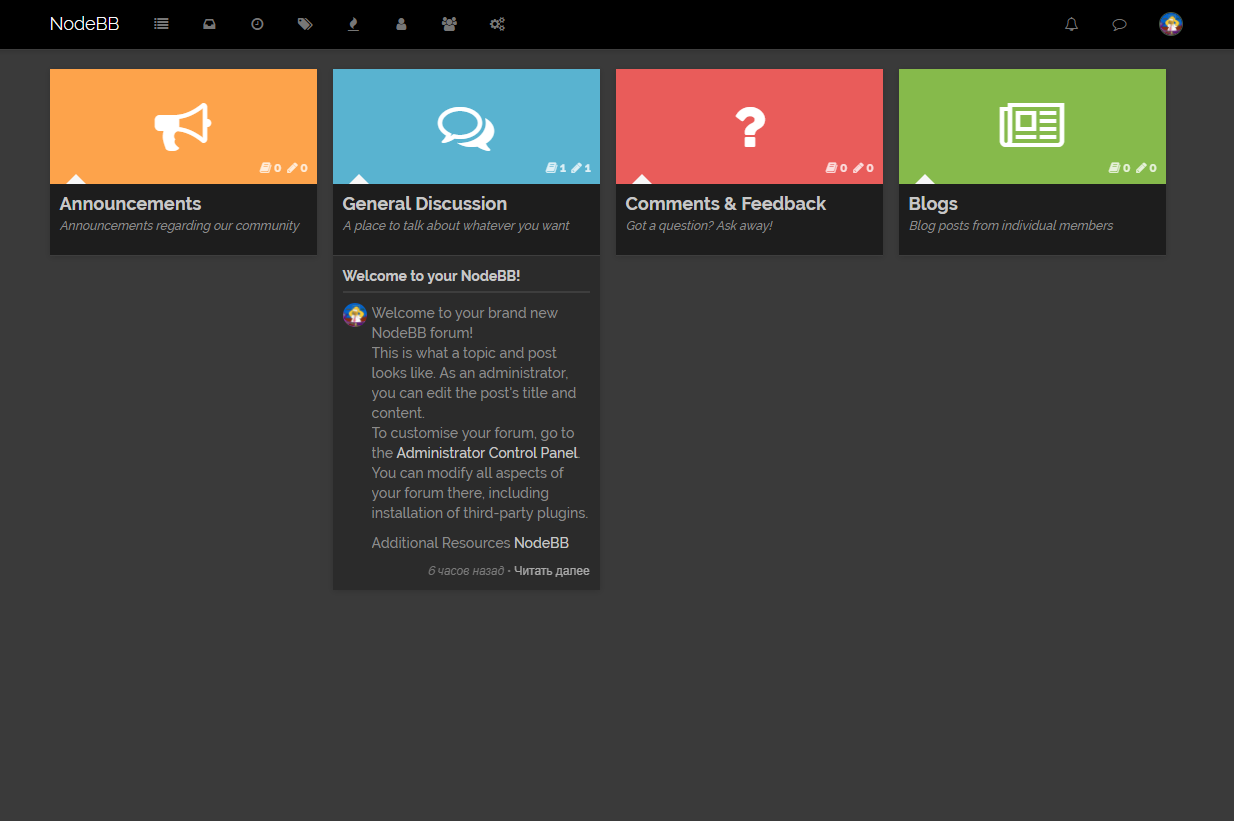 NodeBB
0 0
1 1
0 0
0 0
Announcements
Announcements regarding our community
General Discussion
A place to talk about whatever you want
Comments & Feedback
Got a question? Ask away!
Blogs
Blog posts from individual members
Welcome to your NodeBB!
Welcome to your brand new
NodeBB forum!
This is what a topic and post
looks like. As an administrator,
you can edit the post's title and
content.
To customise your forum, go to
the Administrator Control Panel.
You can modify all aspects of
your forum there, including
installation of third-party plugins.
Additional Resources NodeBB
6 часов назад • Читать далее